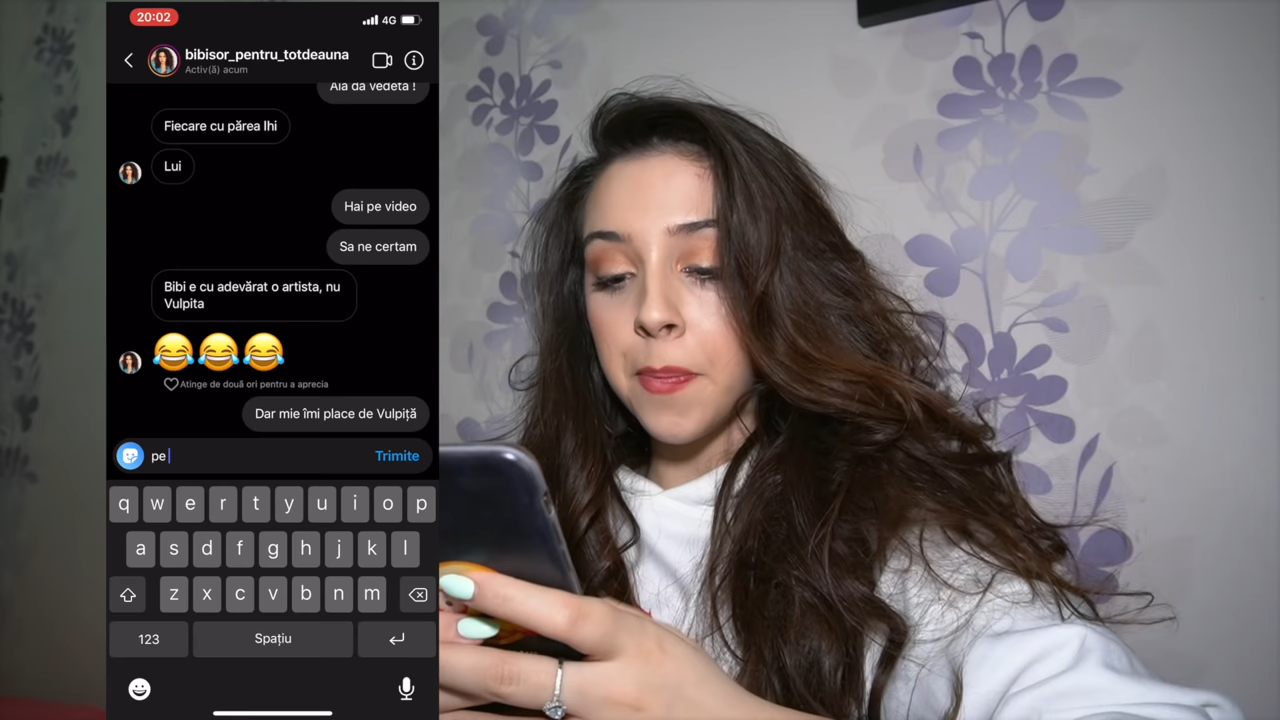 20:02
4G
bibisor_pentru_totdeauna
Activ(ă) acum
Aia da vedeta !
Fiecare cu părea lhi
Lui
Hai pe video
Sa ne certam
Bibi e cu adevărat o artista, nu
Vulpita
Atinge de două ori pentru a aprecia
Dar mie îmi place de Vulpiță
pe
Trimite
q w e r t y u i o p
a s d f g h j k l
z x c v b n m
123
Spațiu